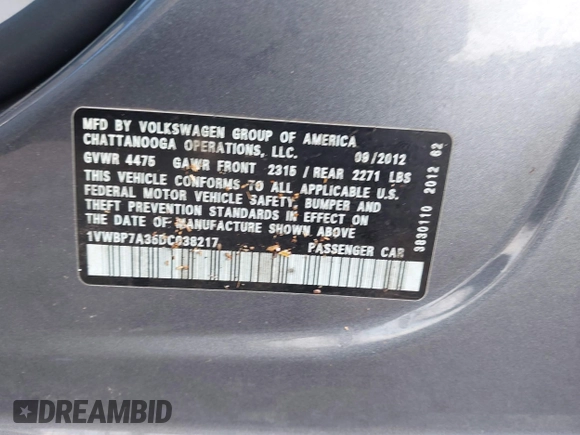 MFD BY VOLKSWAGEN GROUP OF AMERICA
CHATTANOOGA OPERATIONS, LLC. 09/2012
GVWR 4475 GAWR FRONT 2315 / REAR 2271 LBS
THIS VEHICLE CONFORMS TO ALL APPLICABLE U.S.
FEDERAL MOTOR VEHICLE SAFETY, BUMPER AND
THEFT PREVENTION STANDARDS IN EFFECT ON
THE DATE OF MANUFACTURE SHOWN ABOVE
1VWBP7A36DC038217 PASSENGER CAR
3830110 2012 62
DREAMBID